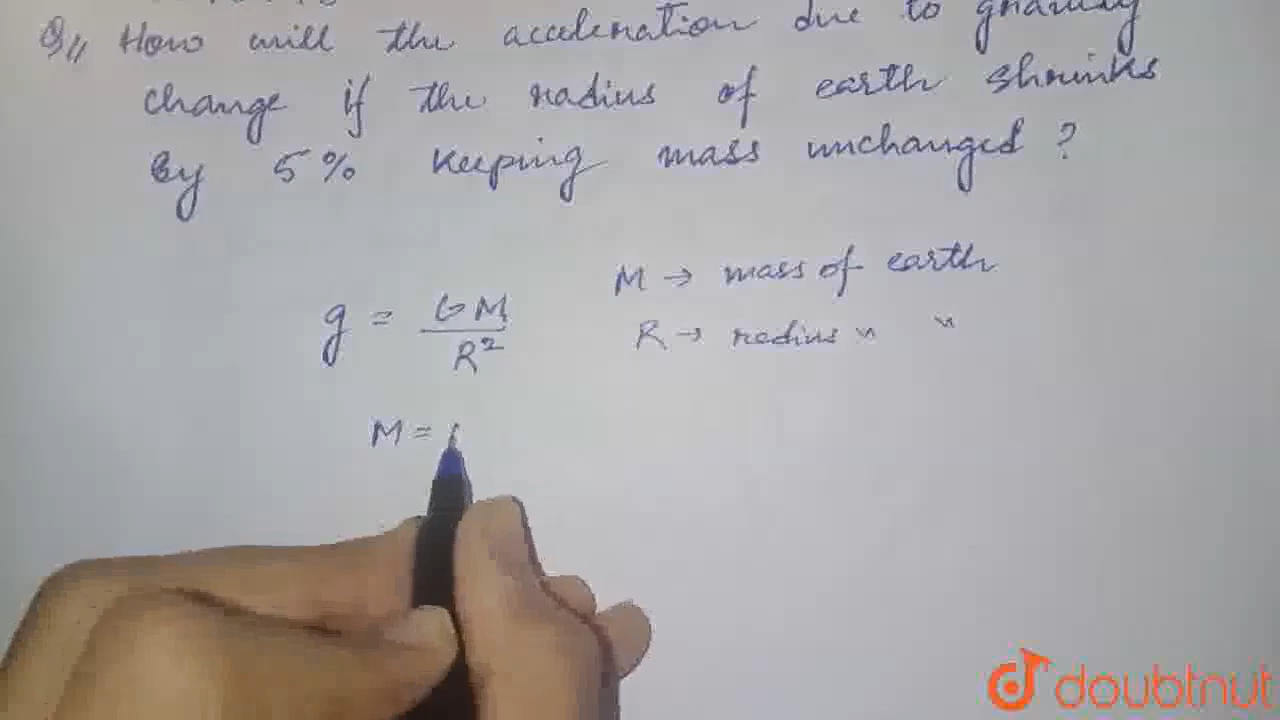 Q,, How will the acceleration due to gravity
change if the radius of earth shrinks
by 5% keeping mass unchanged ?
M → mass of earth
g = GM / R²
R → radius " "
M =
doubtnut